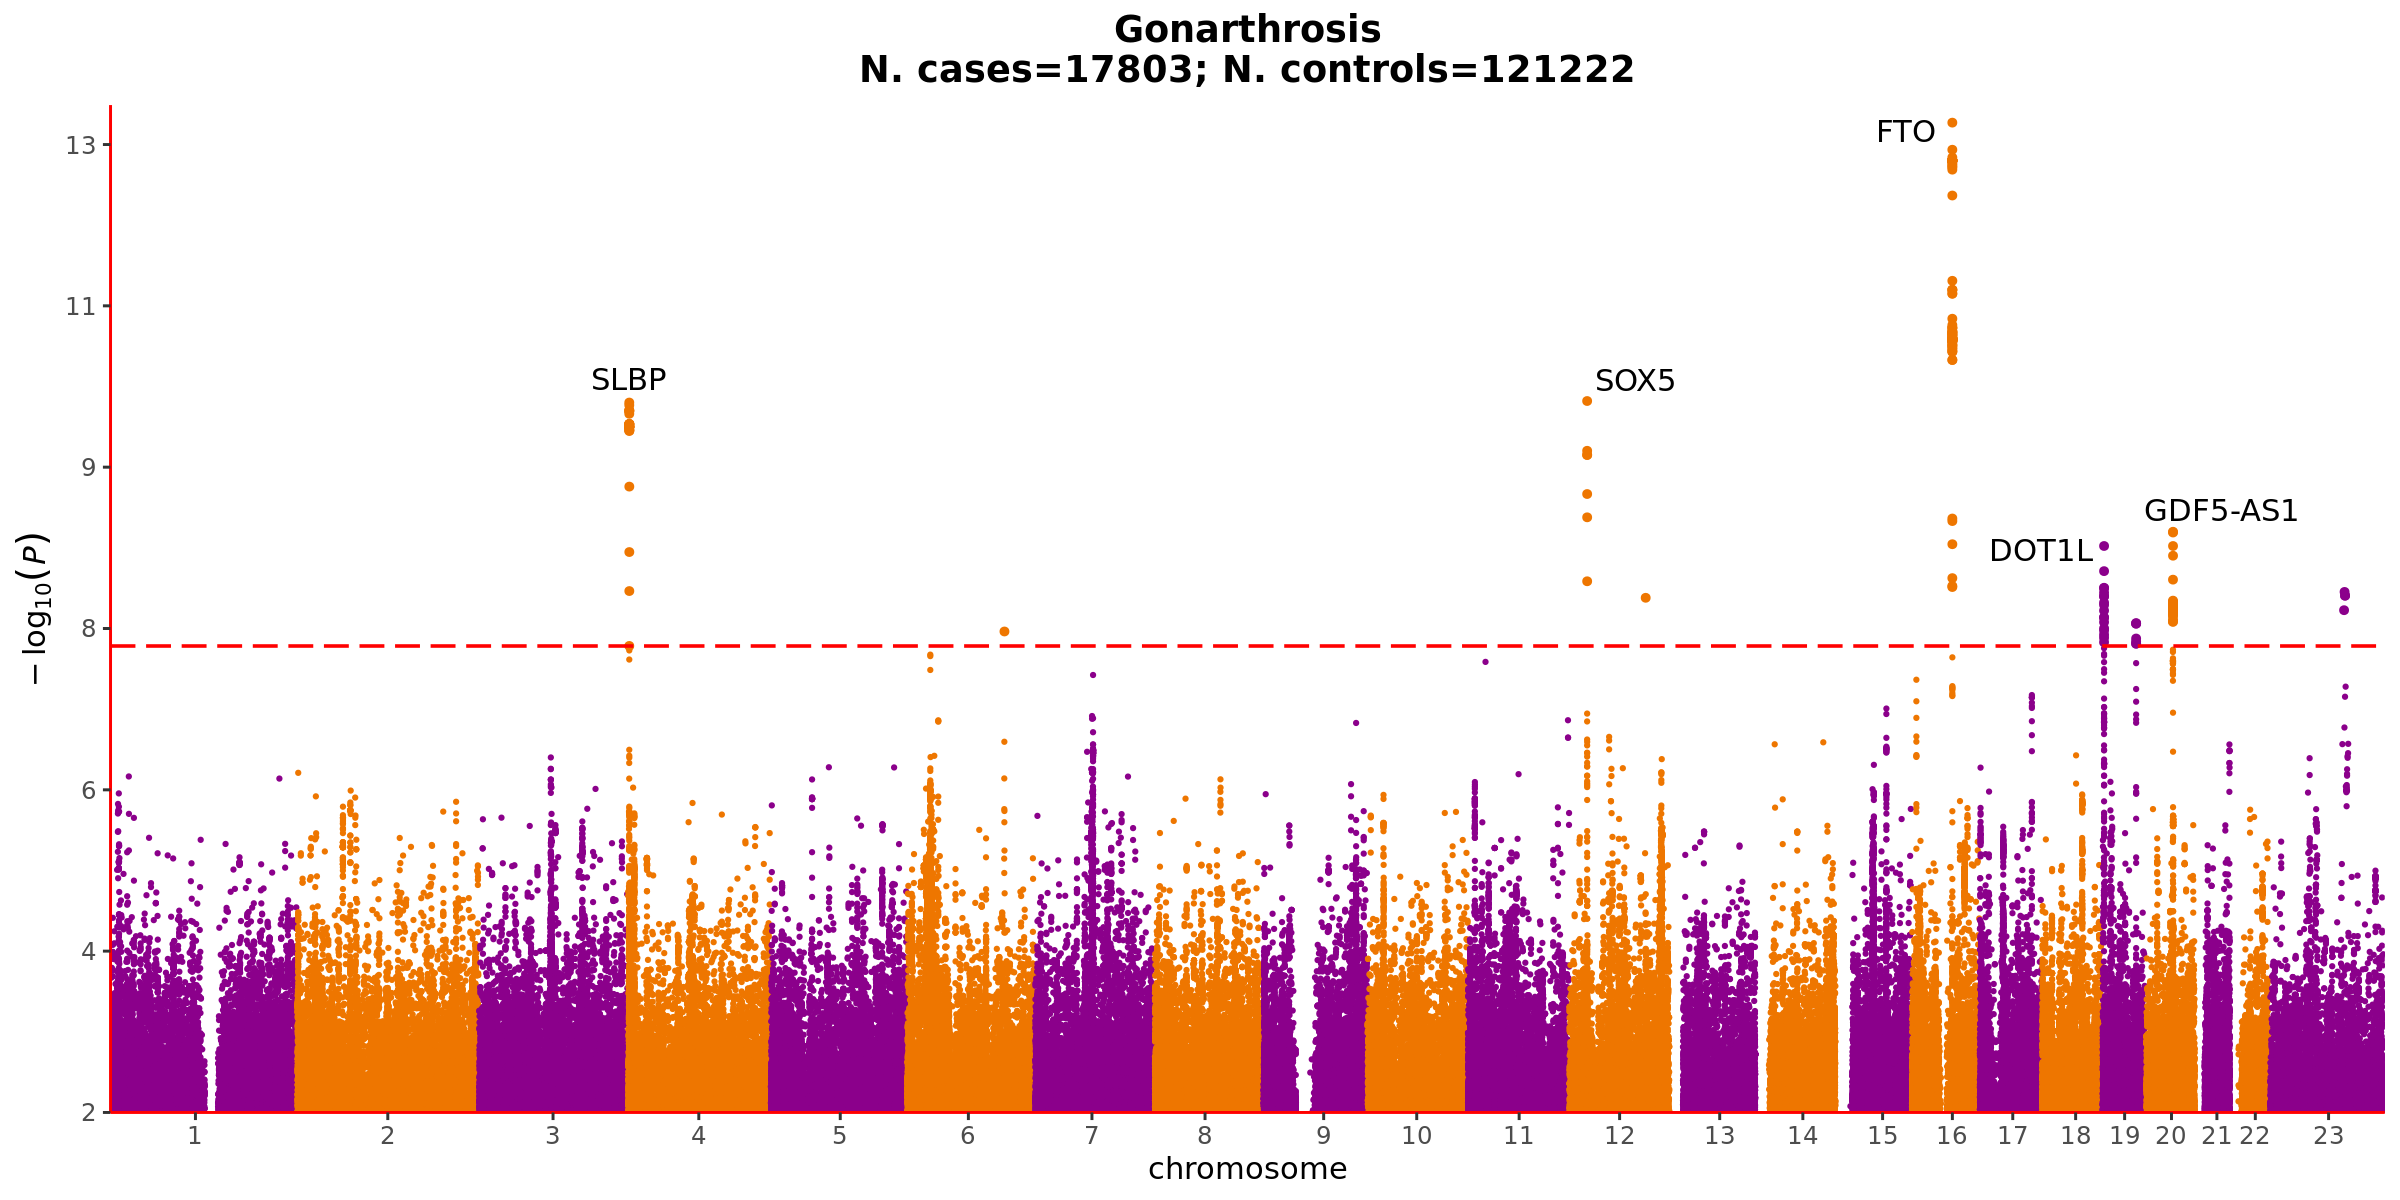 Gonarthrosis
N. cases=17803; N. controls=121222
13
11
9
8
6
4
2
−log₁₀(P)
FTO
SLBP
SOX5
GDF5-AS1
DOT1L
1 2 3 4 5 6 7 8 9 10 11 12 13 14 15 16 17 18 19 20 21 22 23
chromosome